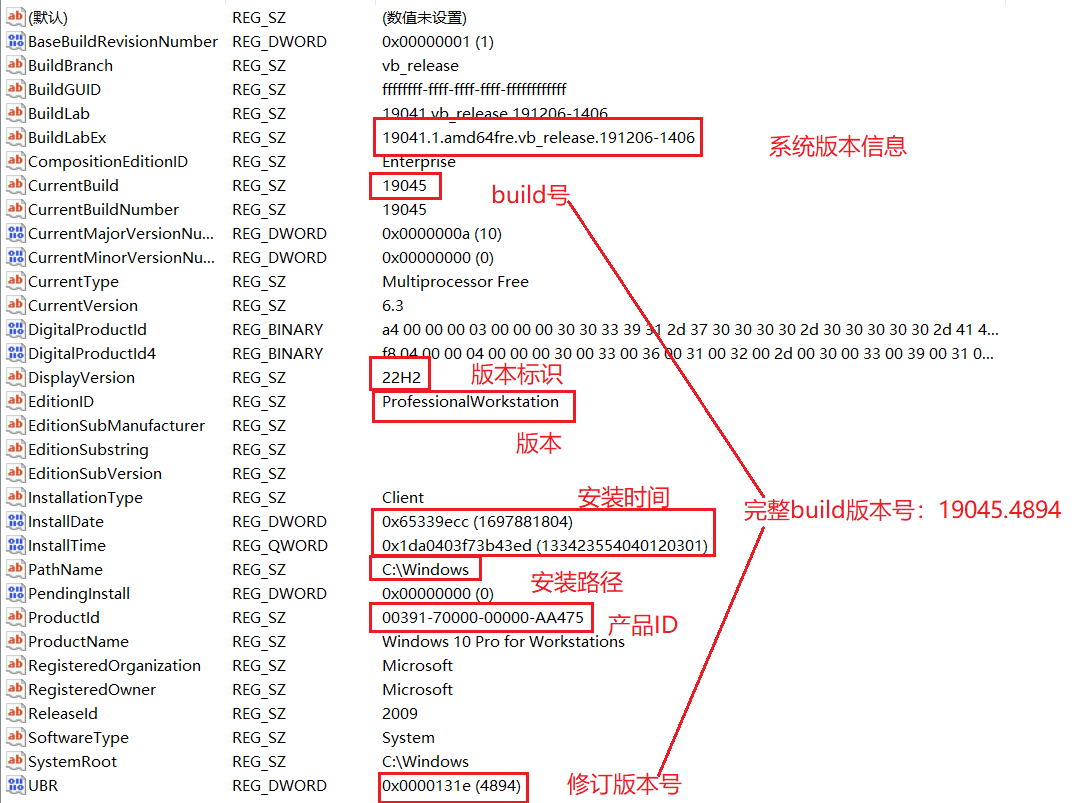 (默认) REG_SZ (数值未设置)
BaseBuildRevisionNumber REG_DWORD 0x00000001 (1)
BuildBranch REG_SZ vb_release
BuildGUID REG_SZ ffffffff-ffff-ffff-ffff-ffffffffffff
BuildLab REG_SZ 19041.vb_release.191206-1406
BuildLabEx REG_SZ 19041.1.amd64fre.vb_release.191206-1406 系统版本信息
CompositionEditionID REG_SZ Enterprise
CurrentBuild REG_SZ 19045 build号
CurrentBuildNumber REG_SZ 19045
CurrentMajorVersionNu... REG_DWORD 0x0000000a (10)
CurrentMinorVersionNu... REG_DWORD 0x00000000 (0)
CurrentType REG_SZ Multiprocessor Free
CurrentVersion REG_SZ 6.3
DigitalProductId REG_BINARY a4 00 00 00 03 00 00 00 30 30 33 39 31 2d 37 30 30 30 30 2d 30 30 30 30 30 2d 41 4...
DigitalProductId4 REG_BINARY f8 04 00 00 04 00 00 00 30 00 33 00 36 00 31 00 32 00 2d 00 30 00 33 00 39 00 31 0...
DisplayVersion REG_SZ 22H2 版本标识
EditionID REG_SZ ProfessionalWorkstation
EditionSubManufacturer REG_SZ
版本
EditionSubstring REG_SZ
EditionSubVersion REG_SZ
InstallationType REG_SZ Client 安装时间
InstallDate REG_DWORD 0x65339ecc (1697881804) 完整build版本号：19045.4894
InstallTime REG_QWORD 0x1da0403f73b43ed (133423554040120301)
PathName REG_SZ C:\Windows 安装路径
PendingInstall REG_DWORD 0x00000000 (0)
ProductId REG_SZ 00391-70000-00000-AA475 产品ID
ProductName REG_SZ Windows 10 Pro for Workstations
RegisteredOrganization REG_SZ Microsoft
RegisteredOwner REG_SZ Microsoft
ReleaseId REG_SZ 2009
SoftwareType REG_SZ System
SystemRoot REG_SZ C:\Windows
UBR REG_DWORD 0x0000131e (4894) 修订版本号